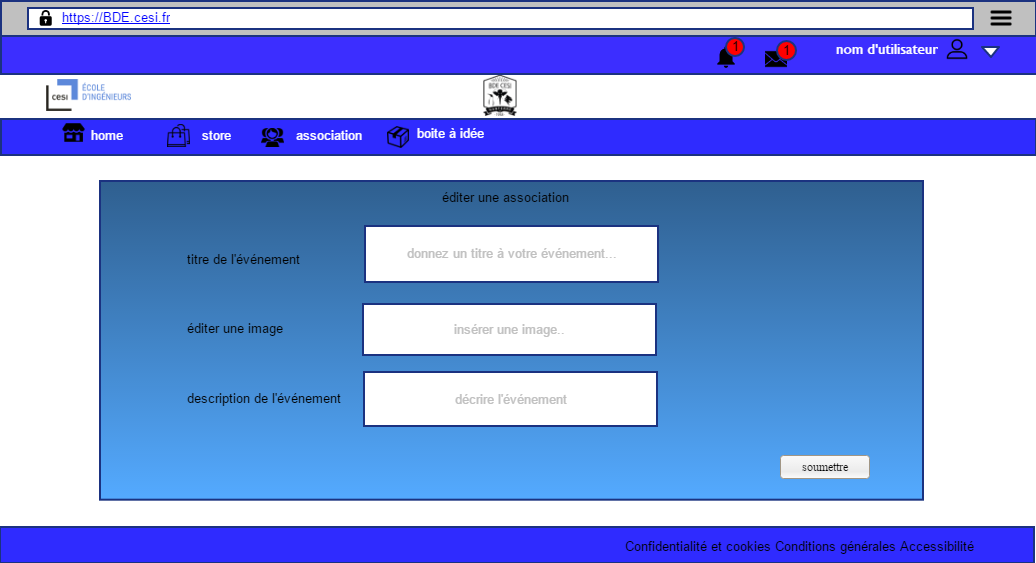 https://BDE.cesi.fr
1
1
nom d'utilisateur
cesi
ÉCOLE
D'INGÉNIEURS
BDE CESI
home
store
association
boite à idée
éditer une association
titre de l'événement
donnez un titre à votre événement...
éditer une image
insérer une image..
description de l'événement
décrire l'événement
soumettre
Confidentialité et cookies Conditions générales Accessibilité